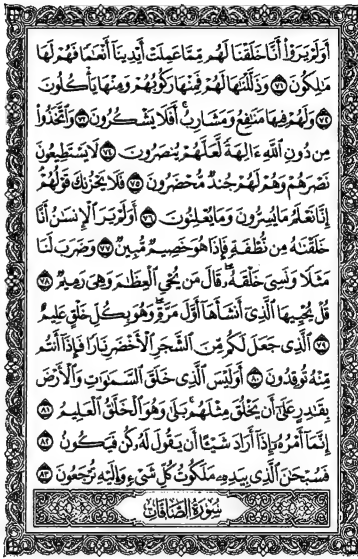 أَوَلَمْ يَرَوْا۟ أَنَّا خَلَقْنَا لَهُم مِّمَّا عَمِلَتْ أَيْدِينَآ أَنْعَٰمًا فَهُمْ لَهَا
مَٰلِكُونَ ٧١ وَذَلَّلْنَٰهَا لَهُمْ فَمِنْهَا رَكُوبُهُمْ وَمِنْهَا يَأْكُلُونَ
٧٢ وَلَهُمْ فِيهَا مَنَٰفِعُ وَمَشَارِبُ ۖ أَفَلَا يَشْكُرُونَ ٧٣ وَٱتَّخَذُوا۟
مِن دُونِ ٱللَّهِ ءَالِهَةً لَّعَلَّهُمْ يُنصَرُونَ ٧٤ لَا يَسْتَطِيعُونَ
نَصْرَهُمْ وَهُمْ لَهُمْ جُندٌ مُّحْضَرُونَ ٧٥ فَلَا يَحْزُنكَ قَوْلُهُمْ ۘ
إِنَّا نَعْلَمُ مَا يُسِرُّونَ وَمَا يُعْلِنُونَ ٧٦ أَوَلَمْ يَرَ ٱلْإِنسَٰنُ أَنَّا
خَلَقْنَٰهُ مِن نُّطْفَةٍ فَإِذَا هُوَ خَصِيمٌ مُّبِينٌ ٧٧ وَضَرَبَ لَنَا
مَثَلًا وَنَسِىَ خَلْقَهُۥ ۖ قَالَ مَن يُحْىِ ٱلْعِظَٰمَ وَهِىَ رَمِيمٌ ٧٨
قُلْ يُحْيِيهَا ٱلَّذِىٓ أَنشَأَهَآ أَوَّلَ مَرَّةٍ ۖ وَهُوَ بِكُلِّ خَلْقٍ عَلِيمٌ
٧٩ ٱلَّذِى جَعَلَ لَكُم مِّنَ ٱلشَّجَرِ ٱلْأَخْضَرِ نَارًا فَإِذَآ أَنتُم
مِّنْهُ تُوقِدُونَ ٨٠ أَوَلَيْسَ ٱلَّذِى خَلَقَ ٱلسَّمَٰوَٰتِ وَٱلْأَرْضَ
بِقَٰدِرٍ عَلَىٰٓ أَن يَخْلُقَ مِثْلَهُم ۚ بَلَىٰ وَهُوَ ٱلْخَلَّٰقُ ٱلْعَلِيمُ ٨١
إِنَّمَآ أَمْرُهُۥٓ إِذَآ أَرَادَ شَيْـًٔا أَن يَقُولَ لَهُۥ كُن فَيَكُونُ ٨٢
فَسُبْحَٰنَ ٱلَّذِى بِيَدِهِۦ مَلَكُوتُ كُلِّ شَىْءٍ وَإِلَيْهِ تُرْجَعُونَ ٨٣
سُورَةُ ٱلصَّافَّاتِ